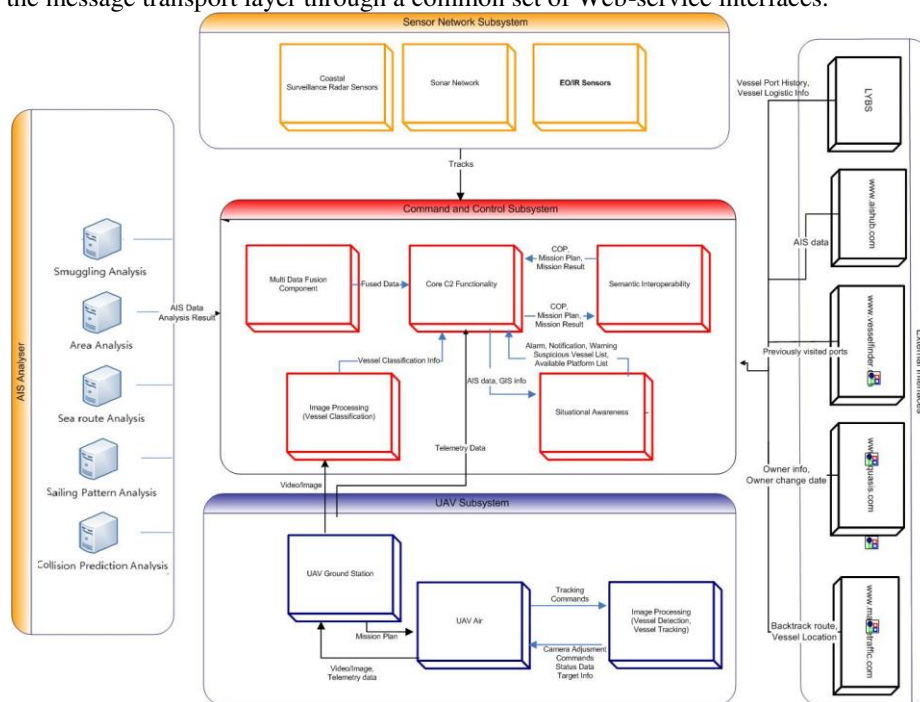 the message transport layer through a common set of Web-service interfaces.
Sensor Network Subsystem
Coastal
Surveillance Radar Sensors
Sonar Network
EO/IR Sensors
Tracks
AIS Analyser
Smuggling Analysis
Area Analysis
Sea route Analysis
Sailing Pattern Analysis
Collision Prediction Analysis
AIS Data
Analysis Result
Command and Control Subsystem
Multi Data Fusion
Component
Fused Data
Core C2 Functionality
COP,
Mission Plan,
Mission Result
Semantic Interoperability
COP,
Mission Plan,
Mission Result
Vessel Classification Info
Alarm, Notification, Warning
Suspicious Vessel List,
Available Platform List
AIS data, GIS info
Image Processing
(Vessel Classification)
Situational Awareness
Telemetry Data
Video/Image
UAV Subsystem
UAV Ground Station
Mission Plan
UAV Air
Tracking
Commands
Image Processing
(Vessel Detection,
Vessel Tracking)
Camera Adjusment
Commands
Status Data
Target Info
Video/Image,
Telemetry data
External Interfaces
Vessel Port History,
Vessel Logistic Info
LYBS
www.aishub.com
AIS data
www.vesselfinder.
Previously visited ports
Owner info,
Owner change date
Backtrack route,
Vessel Location